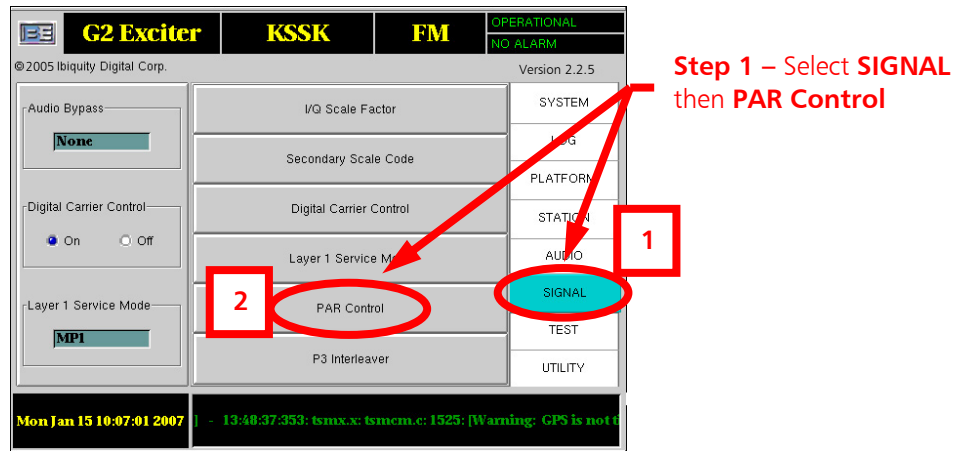 G2 Exciter
KSSK
FM
OPERATIONAL
NO ALARM
©2005 Ibiquity Digital Corp.
Version 2.2.5
Audio Bypass
None
Digital Carrier Control
On
Off
Layer 1 Service Mode
MP1
I/Q Scale Factor
Secondary Scale Code
Digital Carrier Control
Layer 1 Service
PAR Control
P3 Interleaver
SYSTEM
PLATFORM
STATION
AUDIO
SIGNAL
TEST
UTILITY
1
2
Step 1 – Select SIGNAL
then PAR Control
Mon Jan 15 10:07:01 2007
] - 13:48:37:353: tsmx.x: tsmcm.c: 1525: [Warning: GPS is not